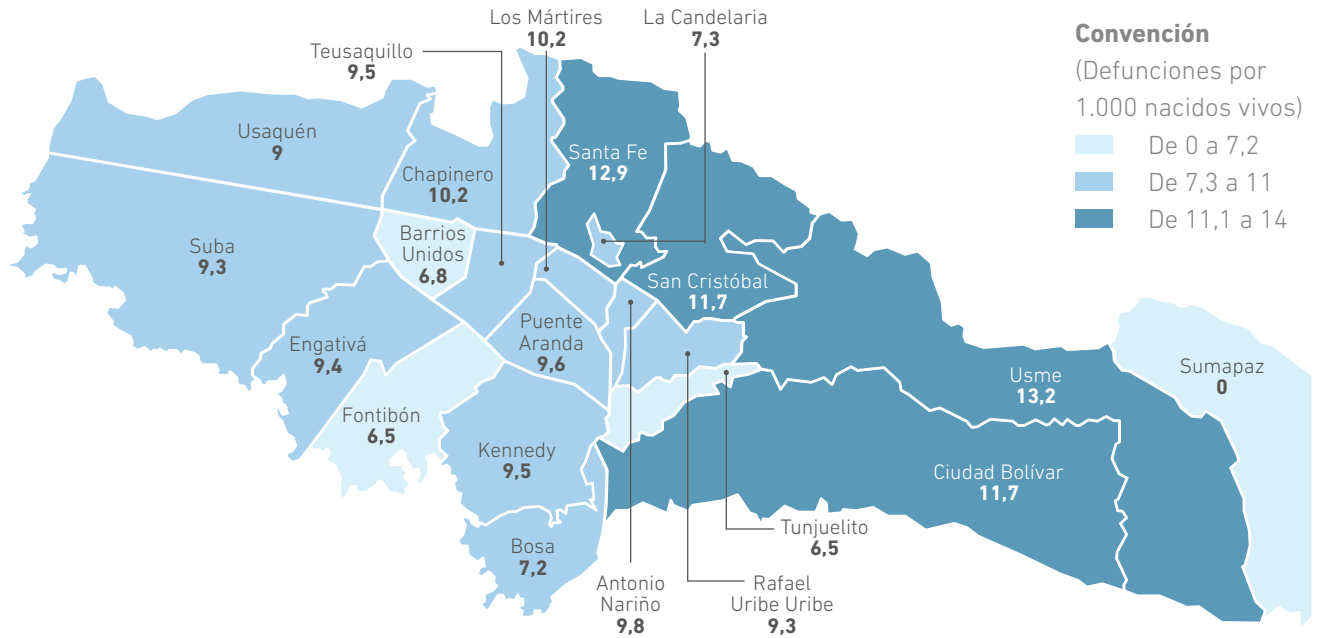 Los Mártires
10,2
La Candelaria
7,3
Teusaquillo
9,5
Convención
(Defunciones por
1.000 nacidos vivos)
De 0 a 7,2
De 7,3 a 11
De 11,1 a 14
Usaquén
9
Chapinero
10,2
Santa Fe
12,9
Suba
9,3
Barrios
Unidos
6,8
San Cristóbal
11,7
Engativá
9,4
Puente
Aranda
9,6
Usme
13,2
Sumapaz
0
Fontibón
6,5
Kennedy
9,5
Ciudad Bolívar
11,7
Bosa
7,2
Tunjuelito
6,5
Antonio
Nariño
9,8
Rafael
Uribe Uribe
9,3